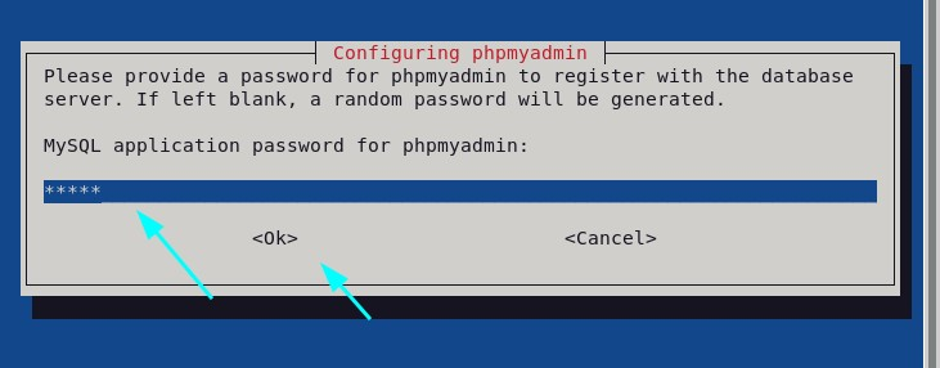 Configuring phpmyadmin
Please provide a password for phpmyadmin to register with the database
server. If left blank, a random password will be generated.
MySQL application password for phpmyadmin:
*****
<Ok> <Cancel>